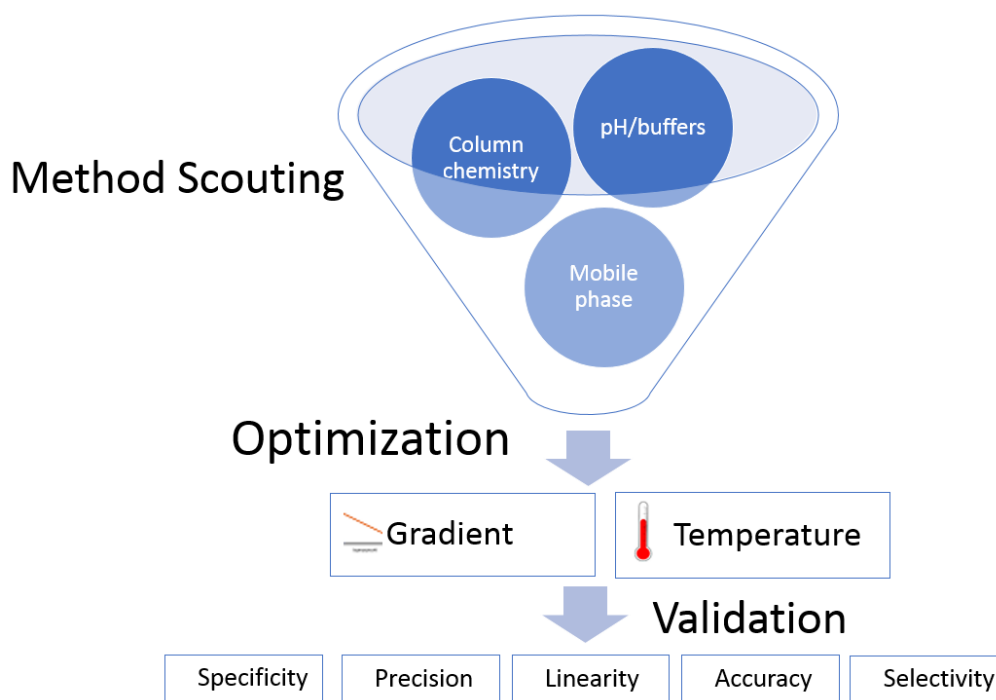 pH/buffers
Column
chemistry
Method Scouting
Mobile
phase
Optimization
Gradient
Temperature
Validation
Specificity
Precision
Linearity
Accuracy
Selectivity